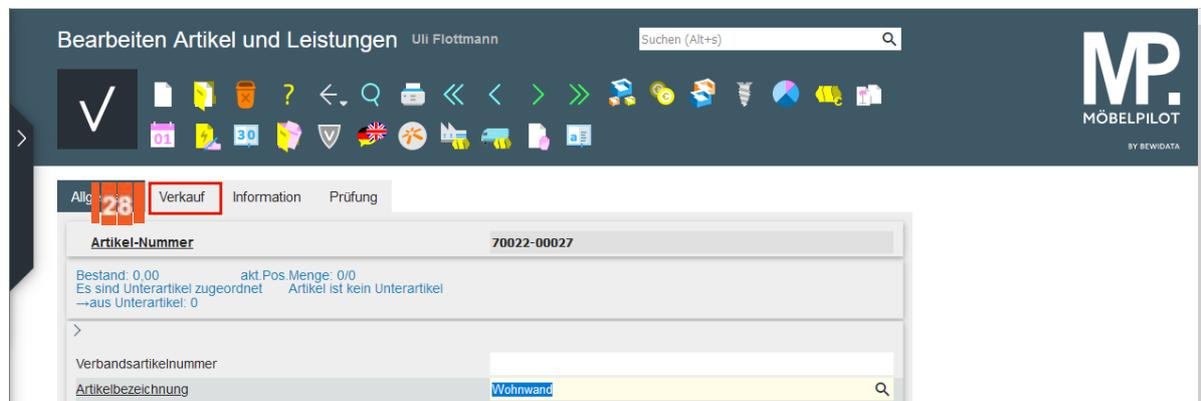 Bearbeiten Artikel und Leistungen Uli Flottmann
Suchen (Alt+s)
MP.
MÖBELPILOT
BY BEWIDATA
01 30 V a
28 Verkauf Information Prüfung
Artikel-Nummer 70022-00027
Bestand: 0,00 akt.Pos.Menge: 0/0
Es sind Unterartikel zugeordnet Artikel ist kein Unterartikel
→aus Unterartikel: 0
Verbandsartikelnummer
Artikelbezeichnung Wohnwand